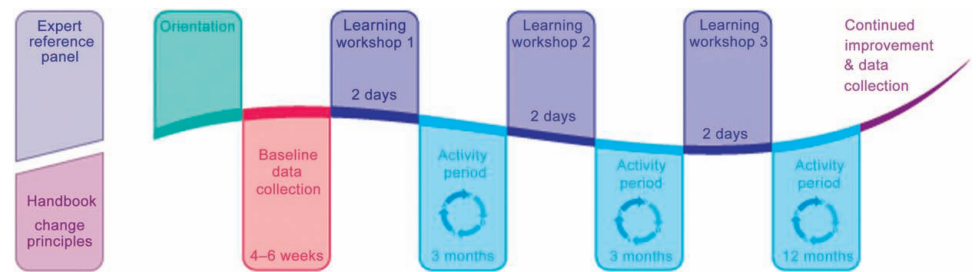 Expert
reference
panel
Handbook
change
principles
Orientation
Baseline
data
collection
4–6 weeks
Learning
workshop 1
2 days
Activity
period
3 months
Learning
workshop 2
2 days
Activity
period
3 months
Learning
workshop 3
2 days
Activity
period
12 months
Continued
improvement
& data
collection